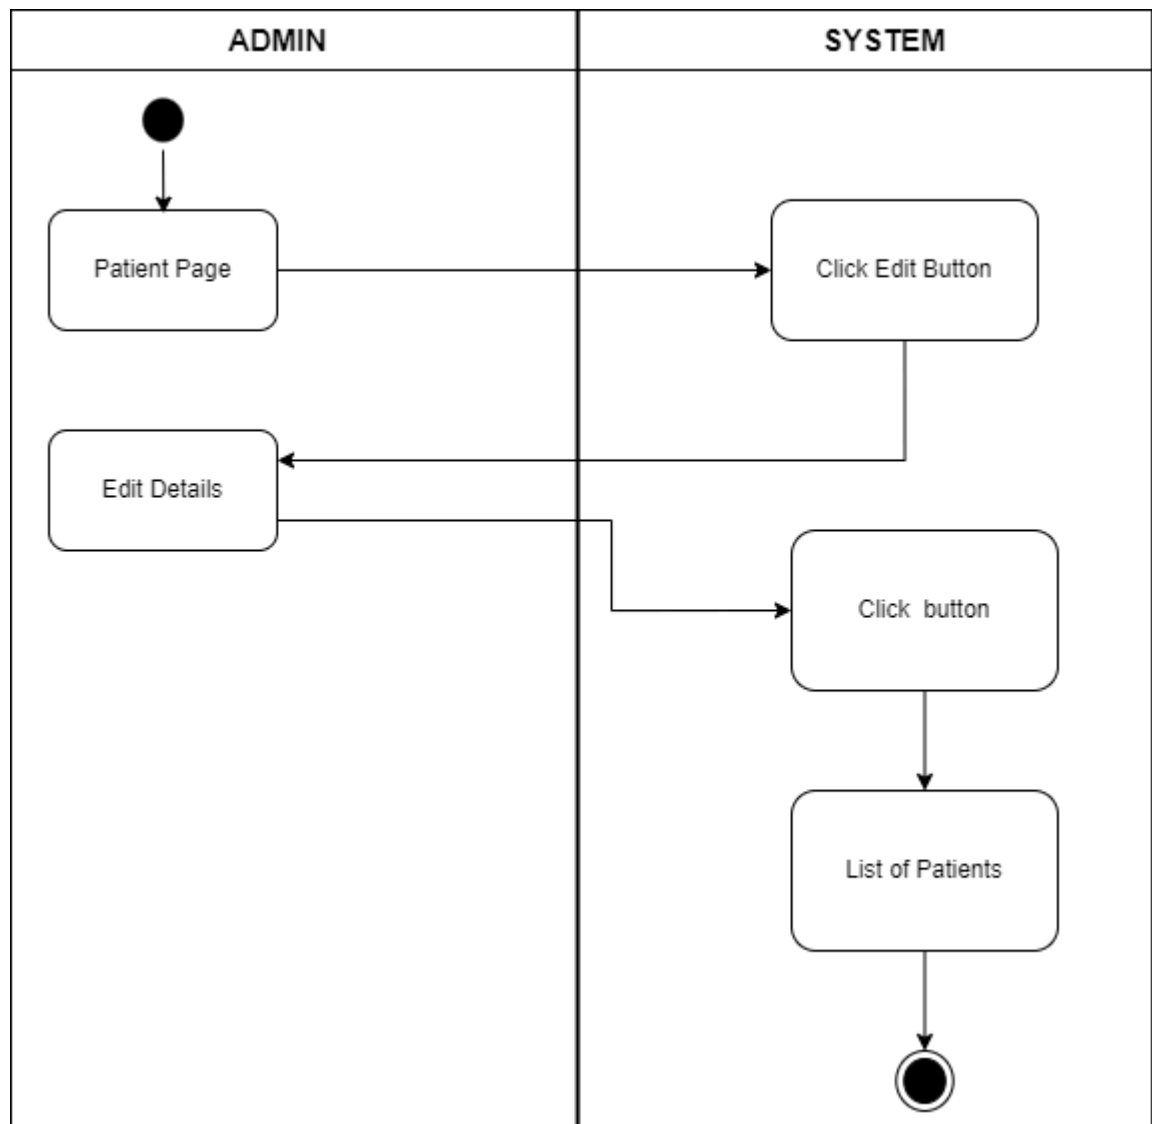 ADMIN
SYSTEM
Patient Page
Click Edit Button
Edit Details
Click  button
List of Patients